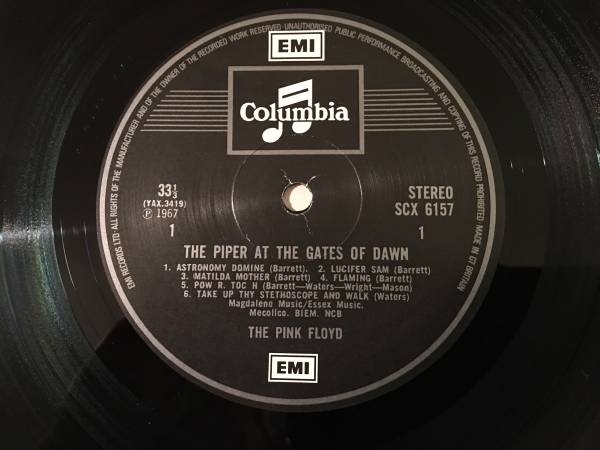 EMI
Columbia
EMI RECORDS LTD· ALL RIGHTS OF THE MANUFACTURER AND OF THE OWNER OF THE RECORDED WORK RESERVED· UNAUTHORISED PUBLIC PERFORMANCE BROADCASTING AND COPYING OF THIS RECORD PROHIBITED· MADE IN GT BRITAIN
33⅓
(YAX.3419)
℗ 1967
1
STEREO
SCX 6157
1
THE PIPER AT THE GATES OF DAWN
1. ASTRONOMY DOMINE (Barrett). 2. LUCIFER SAM (Barrett)
3. MATILDA MOTHER (Barrett) 4. FLAMING (Barrett)
5. POW R. TOC H (Barrett—Waters—Wright—Mason)
6. TAKE UP THY STETHOSCOPE AND WALK (Waters)
Magdalene Music/Essex Music.
Mecolico. BIEM. NCB
THE PINK FLOYD
EMI